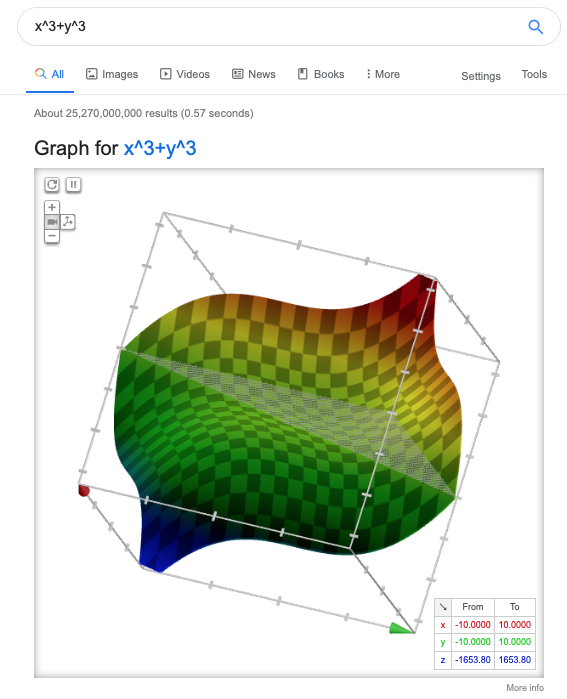 x^3+y^3
All Images Videos News Books More Settings Tools
About 25,270,000,000 results (0.57 seconds)
Graph for x^3+y^3
From To
x -10.0000 10.0000
y -10.0000 10.0000
z -1653.80 1653.80
More info